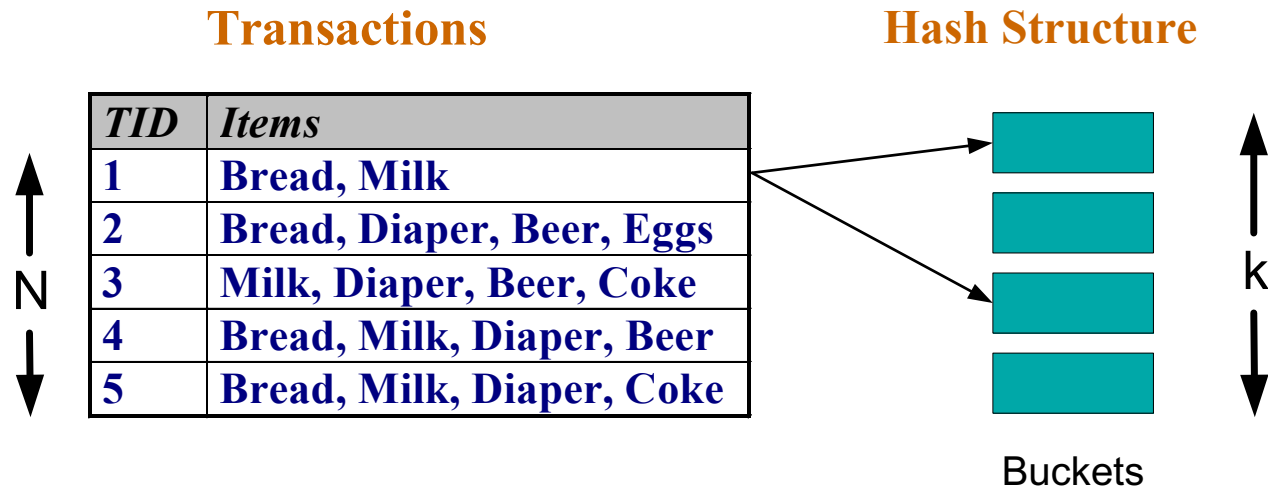 Transactions
Hash Structure
TID Items
1 Bread, Milk
2 Bread, Diaper, Beer, Eggs
3 Milk, Diaper, Beer, Coke
4 Bread, Milk, Diaper, Beer
5 Bread, Milk, Diaper, Coke
N
k
Buckets